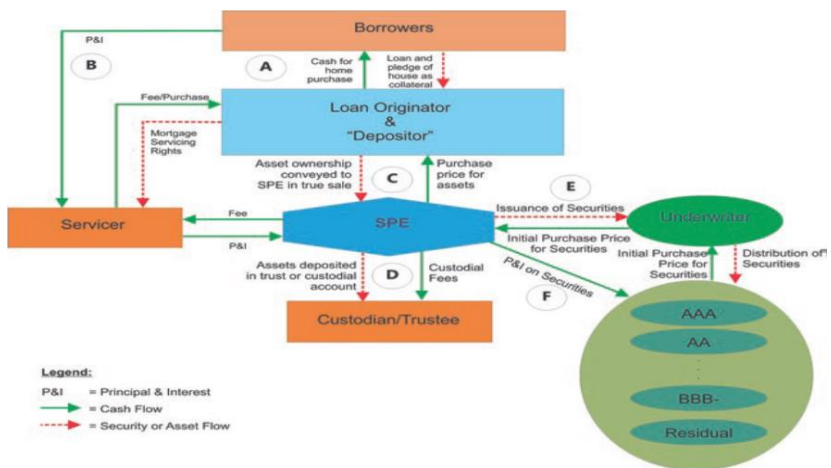 Borrowers
P&I
B
A
Cash for
home
purchase
Loan and
pledge of
house as
collateral
Fee/Purchase
Loan Originator
&
"Depositor"
Mortgage
Servicing
Rights
Asset ownership
conveyed to
SPE in true sale
C
Purchase
price for
assets
E
Issuance of Securities
Servicer
Fee
P&I
SPE
Underwriter
Initial Purchase Price
for Securities
Assets deposited
in trust or custodial
account
D
Custodial
Fees
P&I on Securities
F
Initial Purchase
Price for
Securities
Distribution of
Securities
Custodian/Trustee
AAA
AA
BBB-
Residual
Legend:
P&I = Principal & Interest
= Cash Flow
= Security or Asset Flow